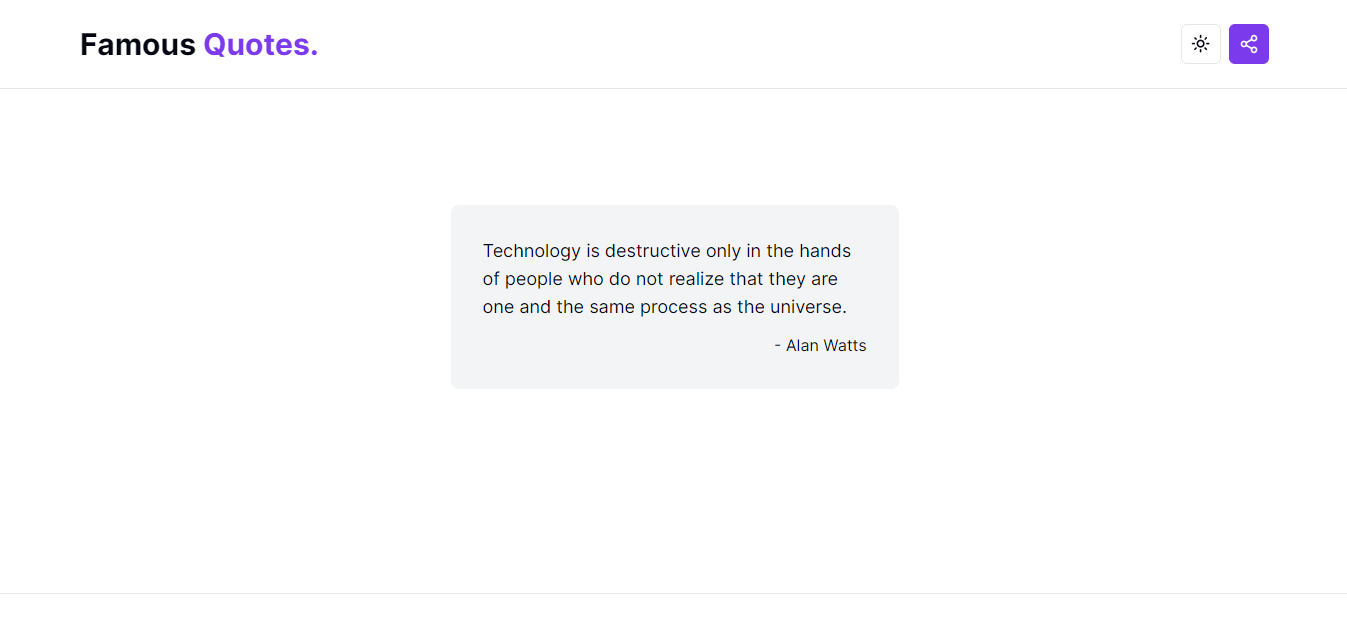 Famous Quotes.
Technology is destructive only in the hands
of people who do not realize that they are
one and the same process as the universe.
- Alan Watts